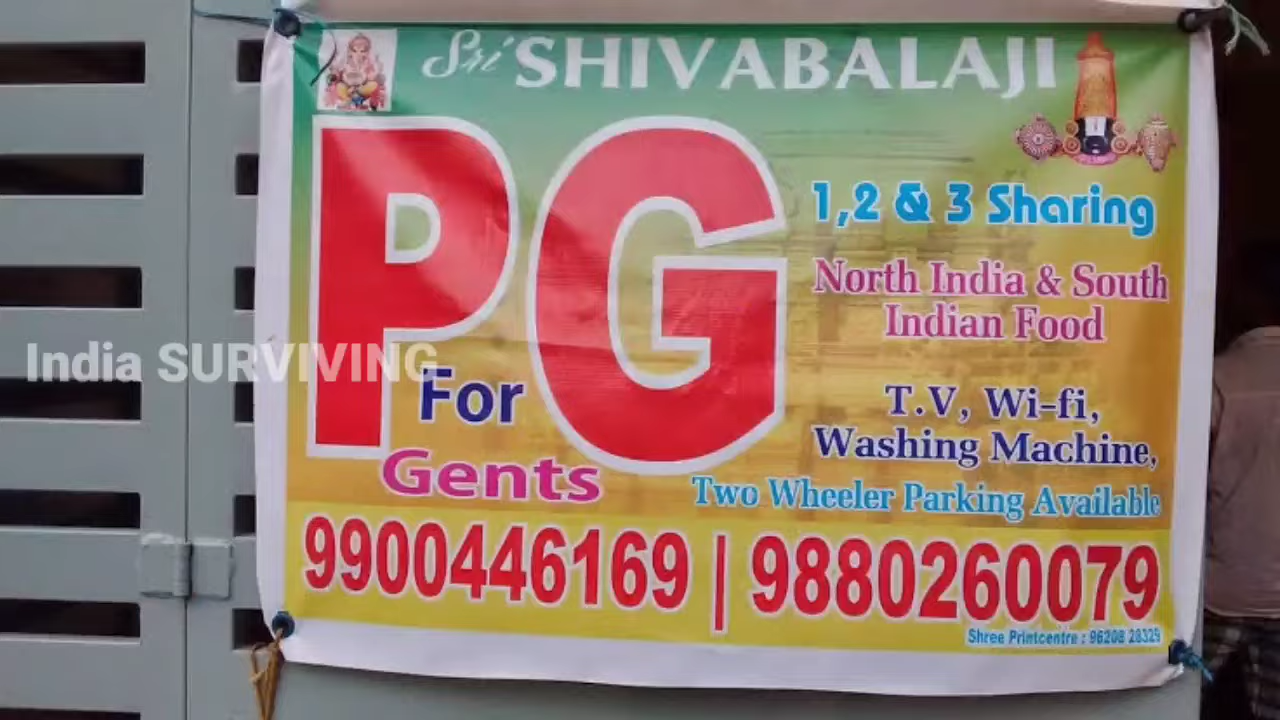 Sri SHIVABALAJI
PG
For
Gents
1,2 & 3 Sharing
North India & South
Indian Food
T.V, Wi-fi,
Washing Machine,
Two Wheeler Parking Available
9900446169 | 9880260079
Shree Printcentre : 96208 28329
India SURVIVING